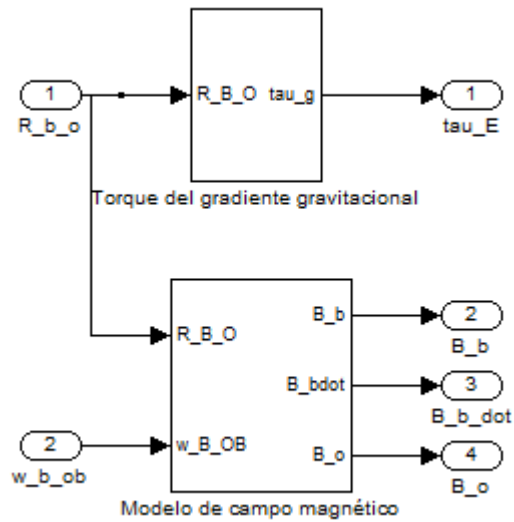 1
R_b_o
R_B_O tau_g
1
tau_E
Torque del gradiente gravitacional
R_B_O
w_B_OB
B_b
B_bdot
B_o
2
B_b
3
B_b_dot
4
B_o
2
w_b_ob
Modelo de campo magnético